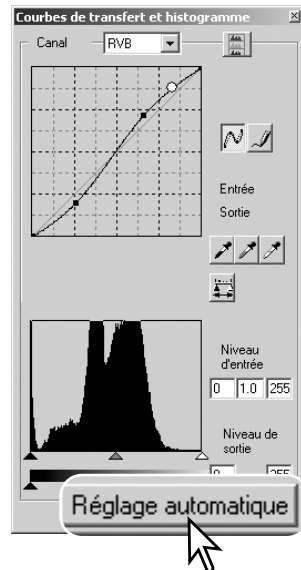 Courbes de transfert et histogramme
Canal RVB
Entrée
Sortie
Niveau
d'entrée
0 1.0 255
Niveau de
sortie
0 255
Réglage automatique